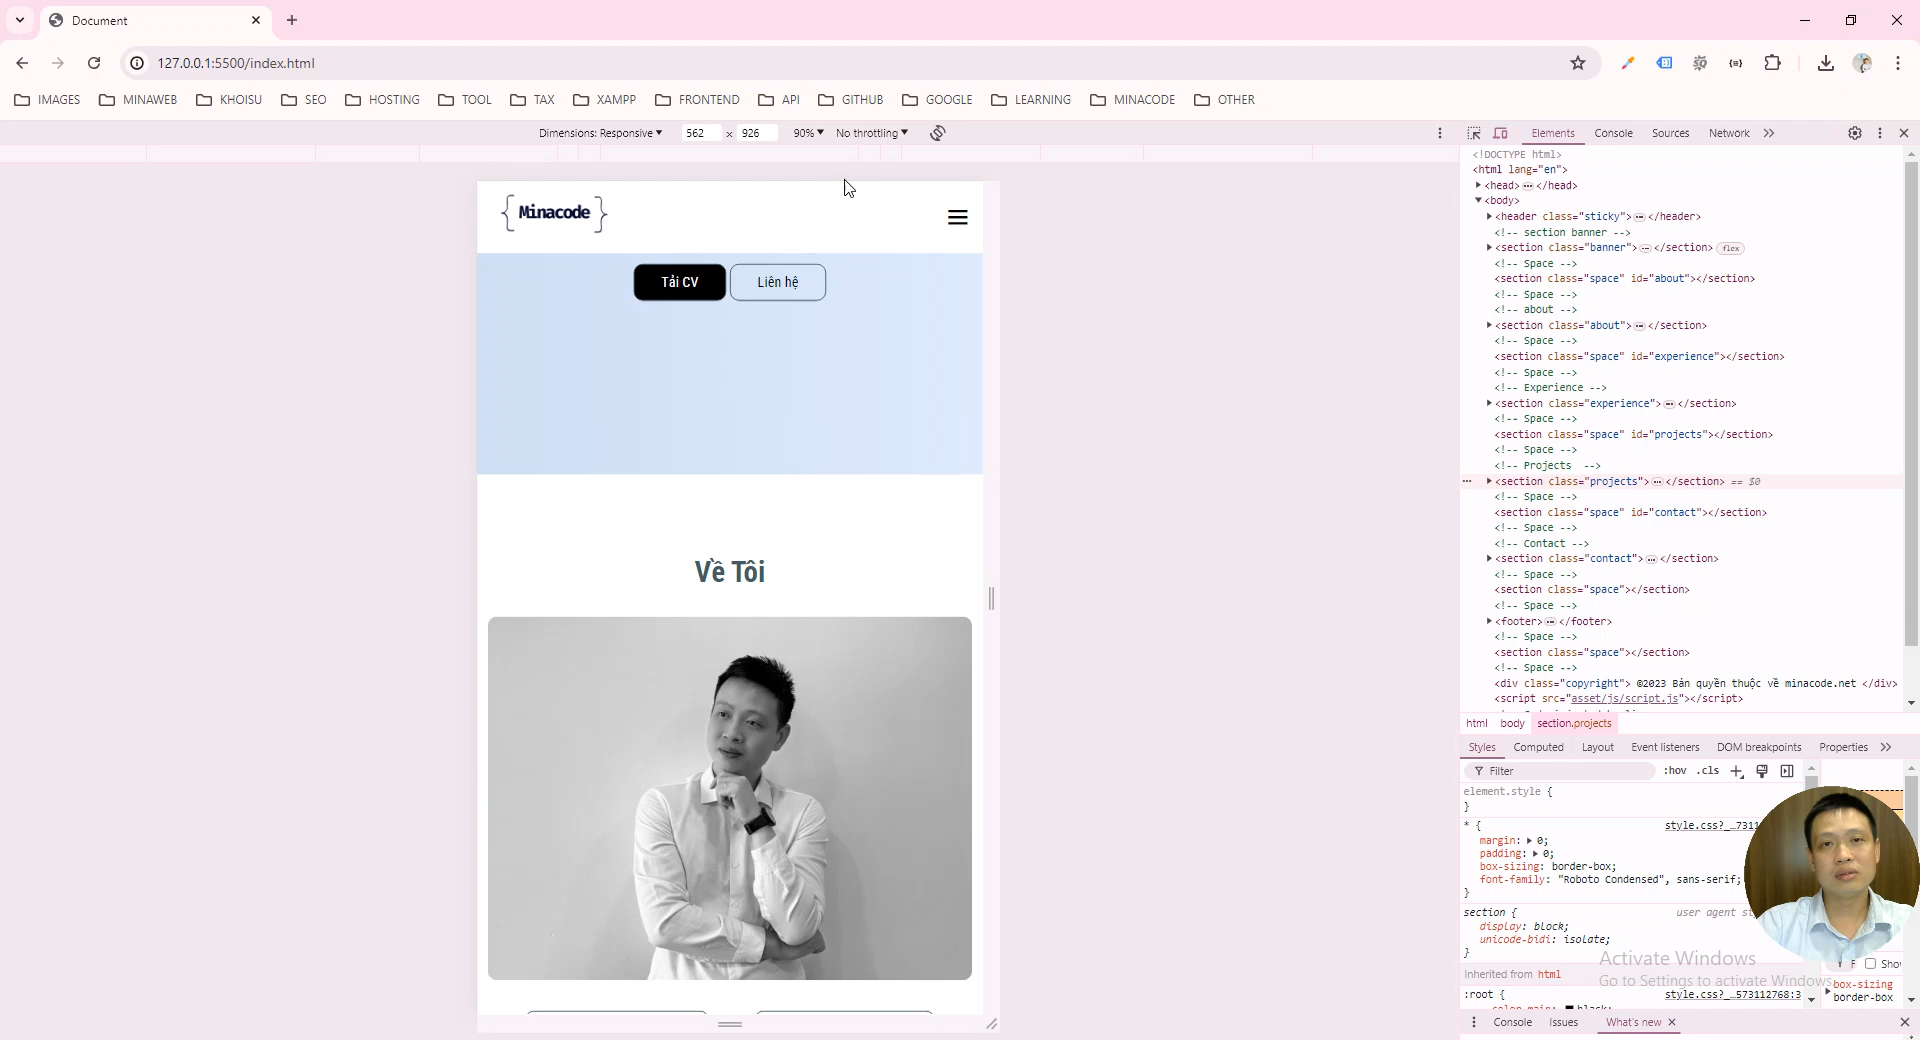 Document
127.0.0.1:5500/index.html
IMAGES MINAWEB KHOISU SEO HOSTING TOOL TAX XAMPP FRONTEND API GITHUB GOOGLE LEARNING MINACODE OTHER
Dimensions: Responsive 562 x 926 90% No throttling
Elements Console Sources Network
{ Minacode }
Tải CV Liên hệ
Về Tôi
<!DOCTYPE html>
<html lang="en">
<head> </head>
<body>
<header class="sticky"> </header>
<!-- section banner -->
<section class="banner"> </section> flex
<!-- Space -->
<section class="space" id="about"></section>
<!-- Space -->
<!-- about -->
<section class="about"> </section>
<!-- Space -->
<section class="space" id="experience"></section>
<!-- Space -->
<!-- Experience -->
<section class="experience"> </section>
<!-- Space -->
<section class="space" id="projects"></section>
<!-- Space -->
<!-- Projects -->
<section class="projects"> </section> == $0
<!-- Space -->
<section class="space" id="contact"></section>
<!-- Space -->
<!-- Contact -->
<section class="contact"> </section>
<!-- Space -->
<section class="space"></section>
<!-- Space -->
<footer> </footer>
<!-- Space -->
<section class="space"></section>
<!-- Space -->
<div class="copyright"> ©2023 Bản quyền thuộc về minacode.net </div>
<script src="asset/js/script.js"></script>
html body section.projects
Styles Computed Layout Event listeners DOM breakpoints Properties
Filter :hov .cls
element.style {
}
* { style.css?_…7311
margin: 0;
padding: 0;
box-sizing: border-box;
font-family: "Roboto Condensed", sans-serif;
}
section { user agent st
display: block;
unicode-bidi: isolate;
}
Inherited from html
:root { style.css?_…573112768:3
Activate Windows
Go to Settings to activate Windows.
F Show
box-sizing
border-box
Console Issues What's new